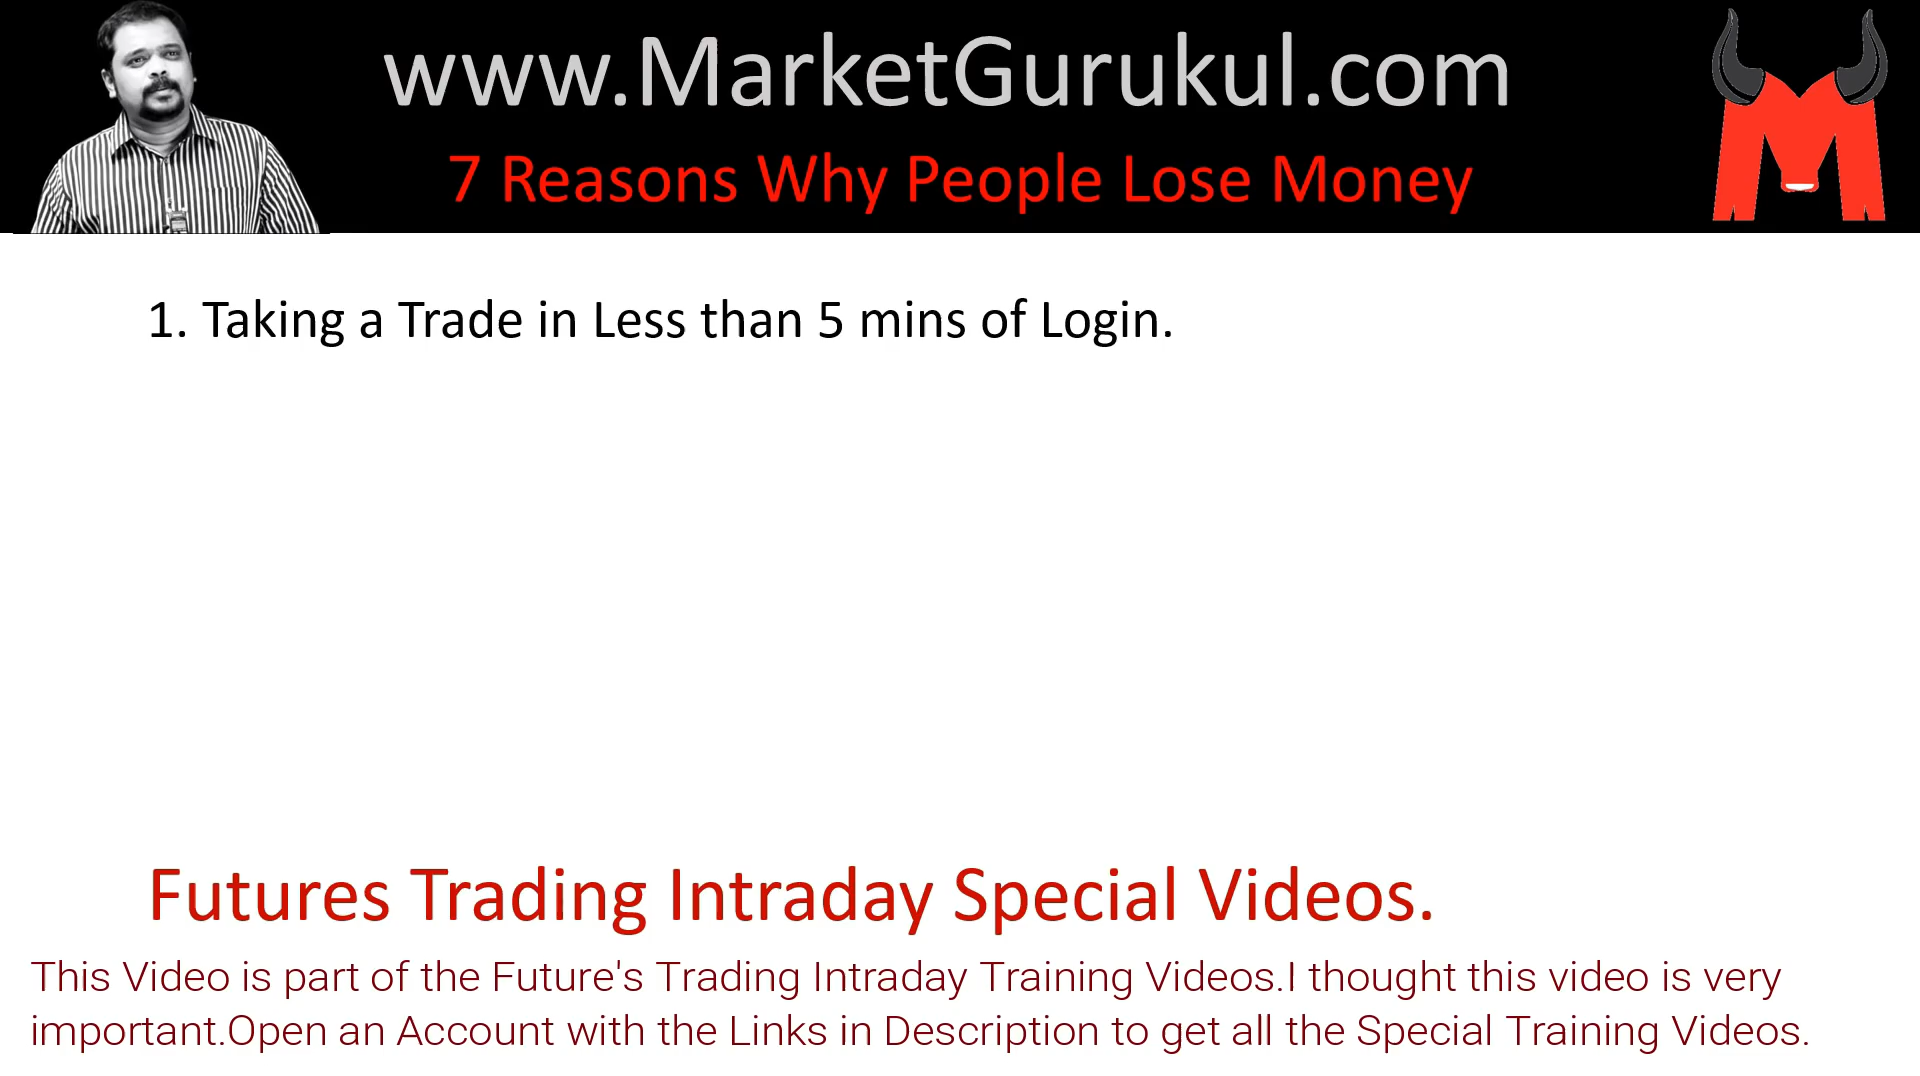 www.MarketGurukul.com
7 Reasons Why People Lose Money
1. Taking a Trade in Less than 5 mins of Login.
Futures Trading Intraday Special Videos.
This Video is part of the Future's Trading Intraday Training Videos.I thought this video is very
important.Open an Account with the Links in Description to get all the Special Training Videos.